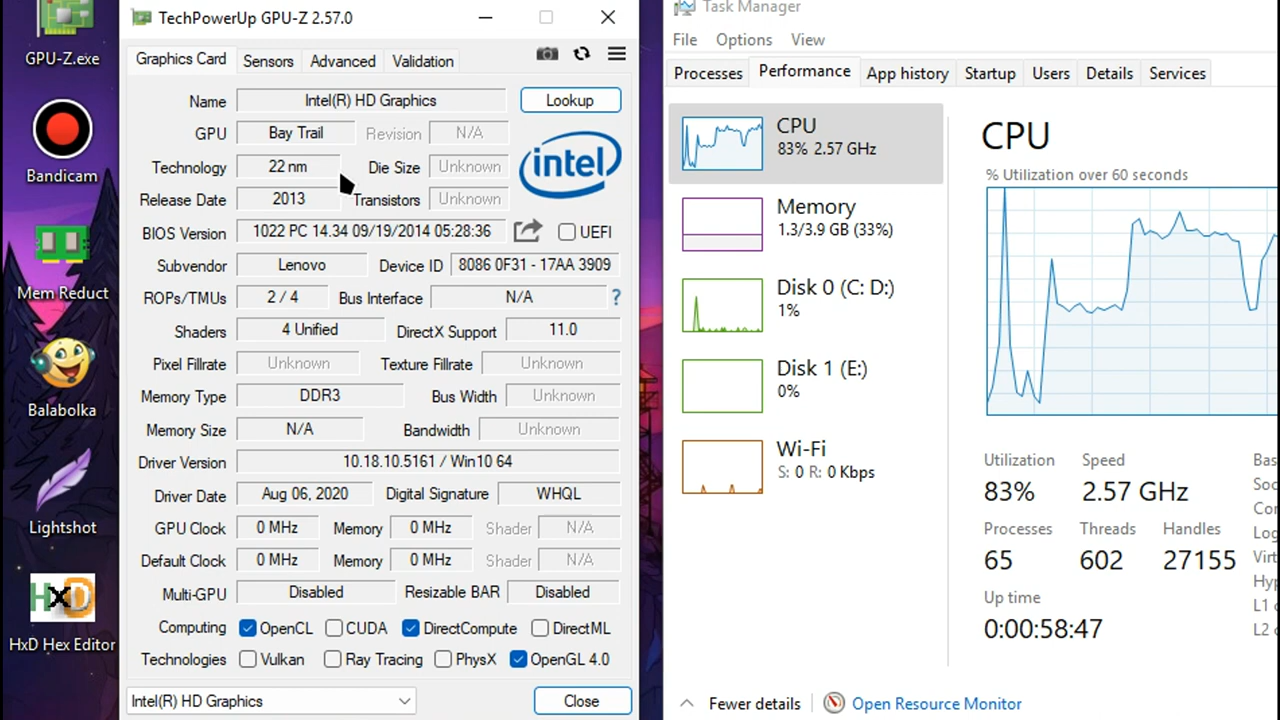 GPU-Z.exe
Bandicam
Mem Reduct
Balabolka
Lightshot
HxD
HxD Hex Editor
TechPowerUp GPU-Z 2.57.0
Graphics Card Sensors Advanced Validation
Name Intel(R) HD Graphics Lookup
GPU Bay Trail Revision N/A
intel
Technology 22 nm Die Size Unknown
Release Date 2013 Transistors Unknown
BIOS Version 1022 PC 14.34 09/19/2014 05:28:36 UEFI
Subvendor Lenovo Device ID 8086 0F31 - 17AA 3909
ROPs/TMUs 2 / 4 Bus Interface N/A ?
Shaders 4 Unified DirectX Support 11.0
Pixel Fillrate Unknown Texture Fillrate Unknown
Memory Type DDR3 Bus Width Unknown
Memory Size N/A Bandwidth Unknown
Driver Version 10.18.10.5161 / Win10 64
Driver Date Aug 06, 2020 Digital Signature WHQL
GPU Clock 0 MHz Memory 0 MHz Shader N/A
Default Clock 0 MHz Memory 0 MHz Shader N/A
Multi-GPU Disabled Resizable BAR Disabled
Computing OpenCL CUDA DirectCompute DirectML
Technologies Vulkan Ray Tracing PhysX OpenGL 4.0
Intel(R) HD Graphics Close
Task Manager
File Options View
Processes Performance App history Startup Users Details Services
CPU
83% 2.57 GHz
Memory
1.3/3.9 GB (33%)
Disk 0 (C: D:)
1%
Disk 1 (E:)
0%
Wi-Fi
S: 0 R: 0 Kbps
CPU
% Utilization over 60 seconds
Utilization Speed
83% 2.57 GHz
Processes Threads Handles
65 602 27155
Up time
0:00:58:47
Bas
Soc
Cor
Log
Virt
Hyp
L1 c
L2 c
Fewer details Open Resource Monitor